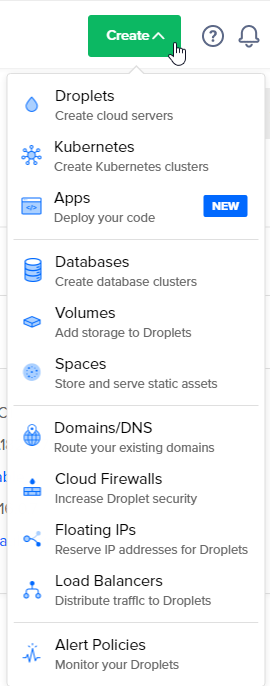 Create
Droplets
Create cloud servers
Kubernetes
Create Kubernetes clusters
Apps
Deploy your code
NEW
Databases
Create database clusters
Volumes
Add storage to Droplets
Spaces
Store and serve static assets
Domains/DNS
Route your existing domains
Cloud Firewalls
Increase Droplet security
Floating IPs
Reserve IP addresses for Droplets
Load Balancers
Distribute traffic to Droplets
Alert Policies
Monitor your Droplets